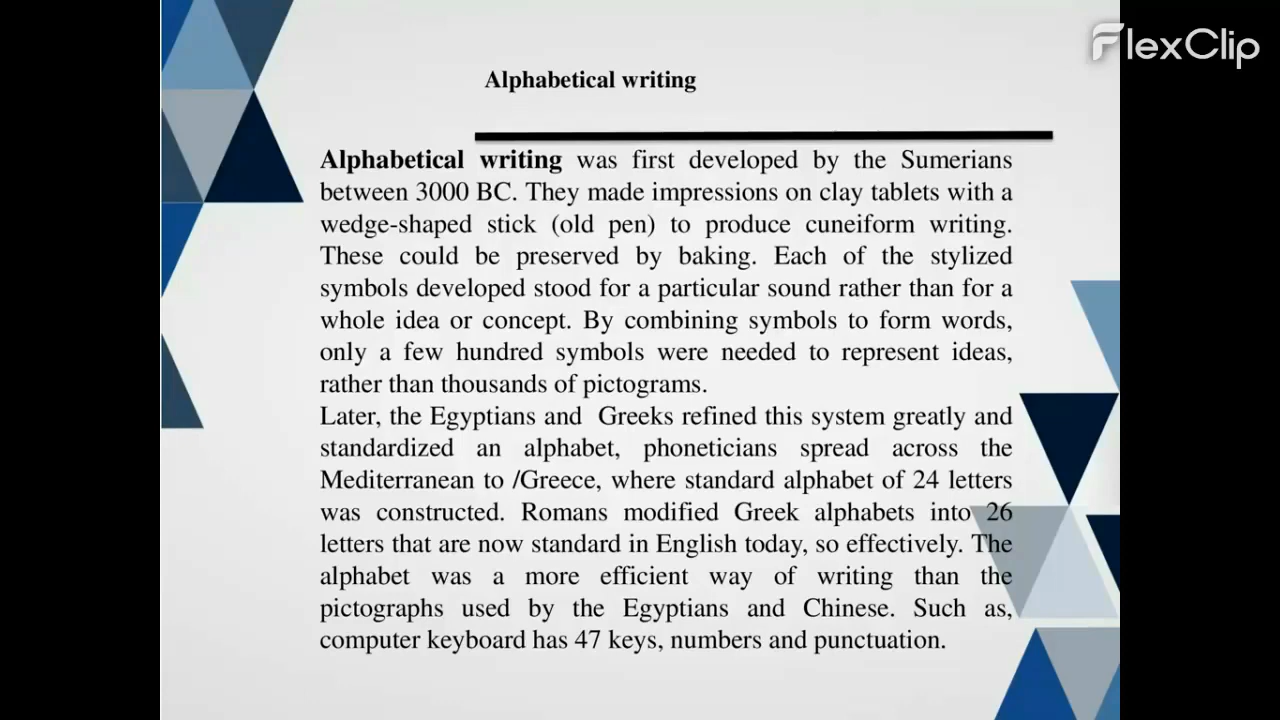 FlexClip
Alphabetical writing
Alphabetical writing was first developed by the Sumerians
between 3000 BC. They made impressions on clay tablets with a
wedge-shaped stick (old pen) to produce cuneiform writing.
These could be preserved by baking. Each of the stylized
symbols developed stood for a particular sound rather than for a
whole idea or concept. By combining symbols to form words,
only a few hundred symbols were needed to represent ideas,
rather than thousands of pictograms.
Later, the Egyptians and Greeks refined this system greatly and
standardized an alphabet, phoneticians spread across the
Mediterranean to /Greece, where standard alphabet of 24 letters
was constructed. Romans modified Greek alphabets into 26
letters that are now standard in English today, so effectively. The
alphabet was a more efficient way of writing than the
pictographs used by the Egyptians and Chinese. Such as,
computer keyboard has 47 keys, numbers and punctuation.